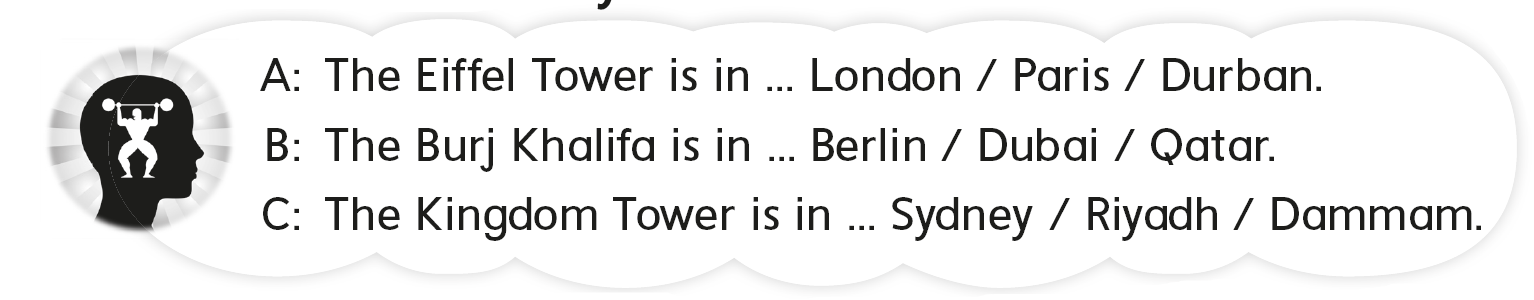 A: The Eiffel Tower is in ... London / Paris / Durban.
B: The Burj Khalifa is in ... Berlin / Dubai / Qatar.
C: The Kingdom Tower is in ... Sydney / Riyadh / Dammam.